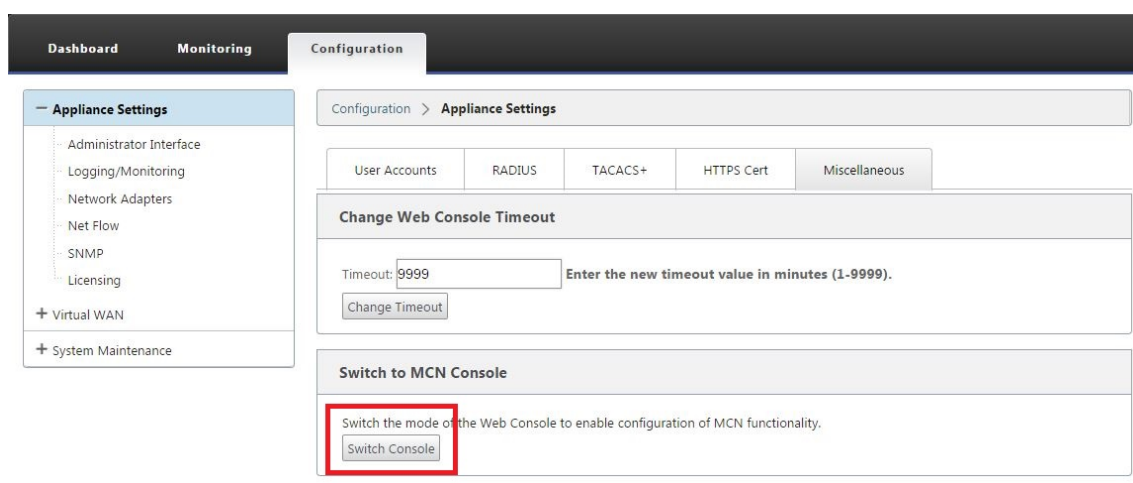 Dashboard Monitoring Configuration
Appliance Settings
Administrator Interface
Logging/Monitoring
Network Adapters
Net Flow
SNMP
Licensing
Virtual WAN
System Maintenance
Configuration > Appliance Settings
User Accounts RADIUS TACACS+ HTTPS Cert Miscellaneous
Change Web Console Timeout
Timeout: 9999 Enter the new timeout value in minutes (1-9999).
Change Timeout
Switch to MCN Console
Switch the mode of the Web Console to enable configuration of MCN functionality.
Switch Console